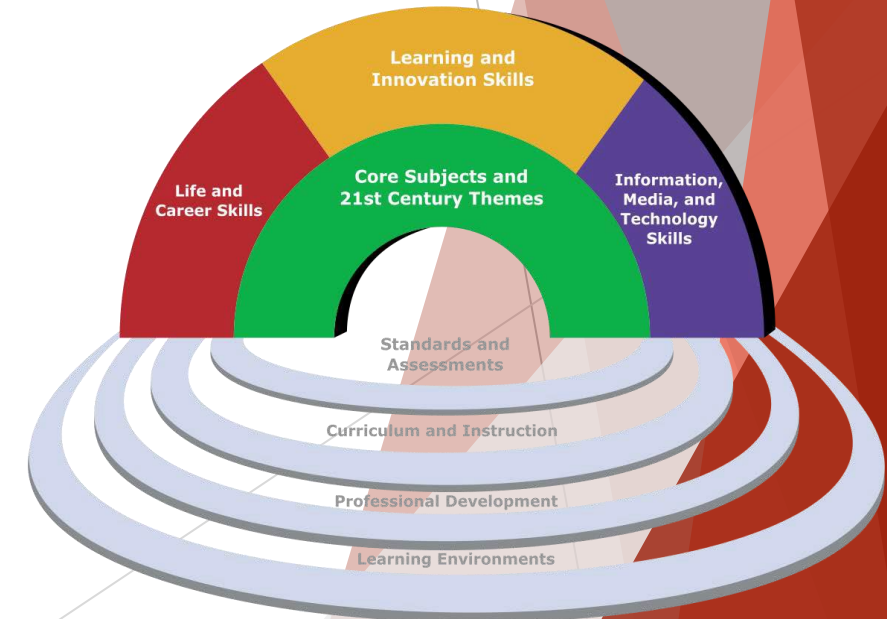 Learning and
Innovation Skills
Core Subjects and
21st Century Themes
Life and
Career Skills
Information,
Media, and
Technology
Skills
Standards and
Assessments
Curriculum and Instruction
Professional Development
Learning Environments